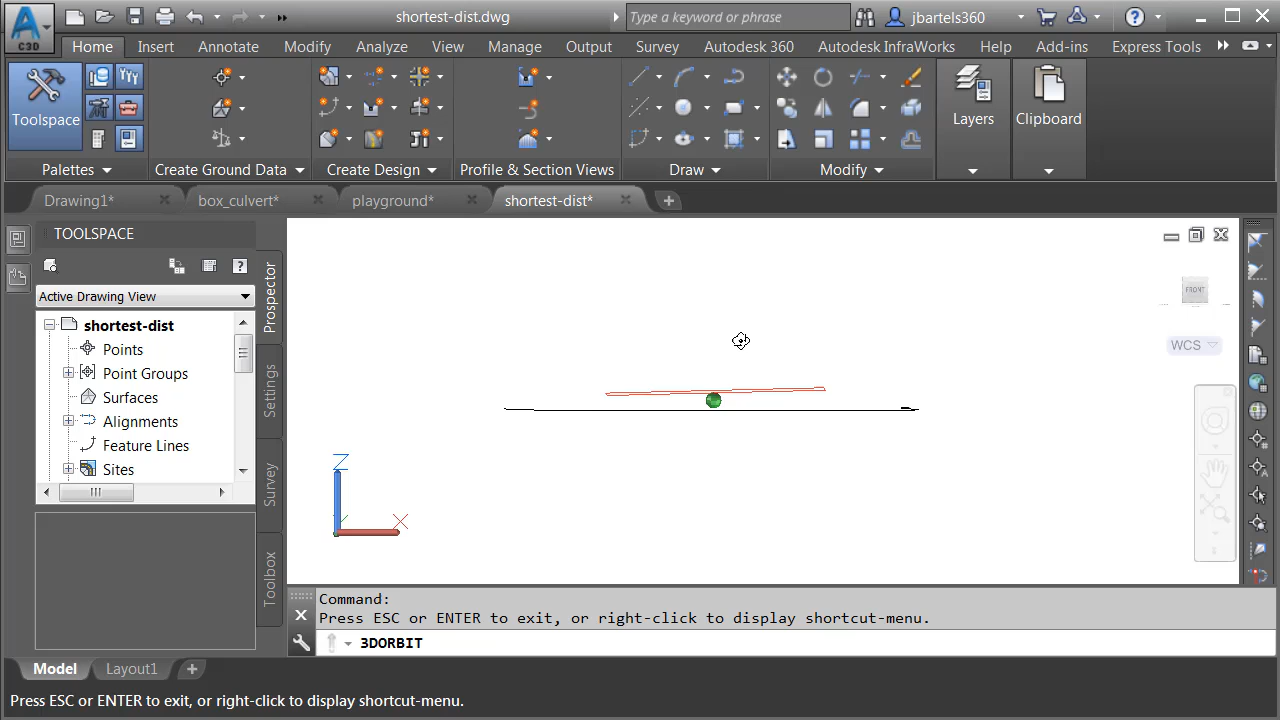 shortest-dist.dwg
Type a keyword or phrase
jbartels360
C3D
Home Insert Annotate Modify Analyze View Manage Output Survey Autodesk 360 Autodesk InfraWorks Help Add-ins Express Tools
Toolspace
Layers
Clipboard
Palettes Create Ground Data Create Design Profile & Section Views Draw Modify
Drawing1* box_culvert* playground* shortest-dist*
TOOLSPACE
Active Drawing View
shortest-dist
Points
Point Groups
Surfaces
Alignments
Feature Lines
Sites
Prospector
Settings
Survey
Toolbox
FRONT
WCS
Z
X
Command:
Press ESC or ENTER to exit, or right-click to display shortcut-menu.
3DORBIT
Model Layout1
Press ESC or ENTER to exit, or right-click to display shortcut-menu.